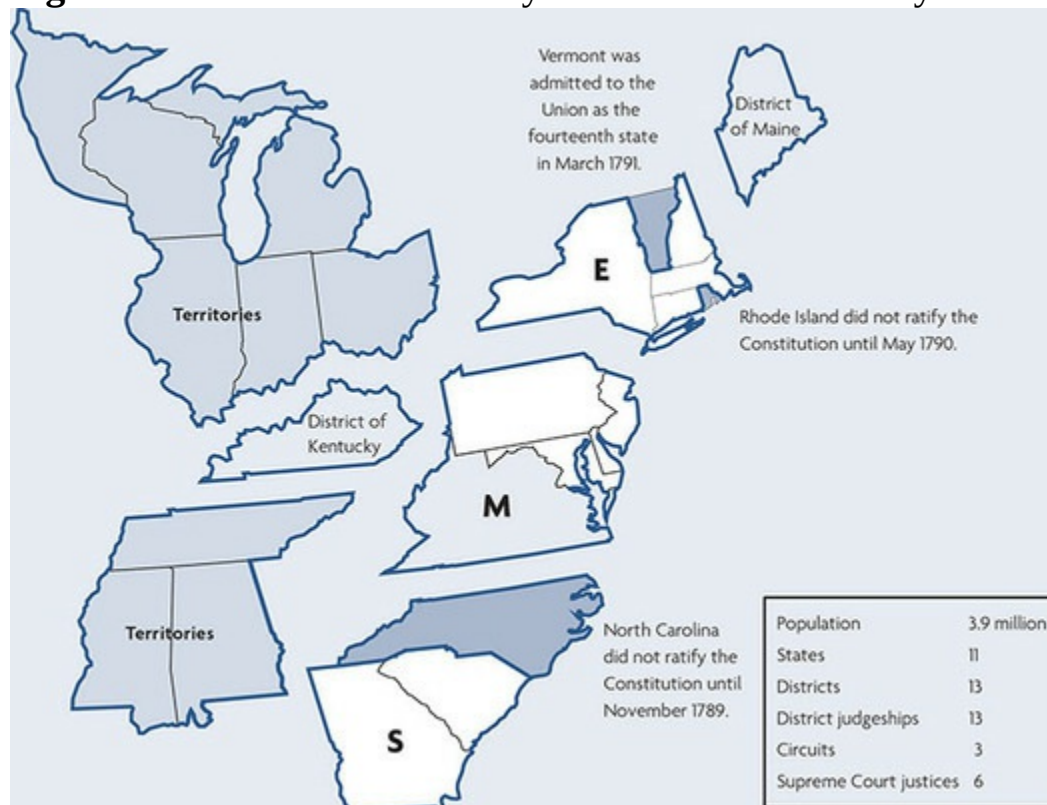 Vermont was
admitted to the
Union as the
fourteenth state
in March 1791.
District
of Maine
E
Territories
Rhode Island did not ratify the
Constitution until May 1790.
District of
Kentucky
M
Territories
North Carolina
did not ratify the
Constitution until
November 1789.
S
Population 3.9 million
States 11
Districts 13
District judgeships 13
Circuits 3
Supreme Court justices 6